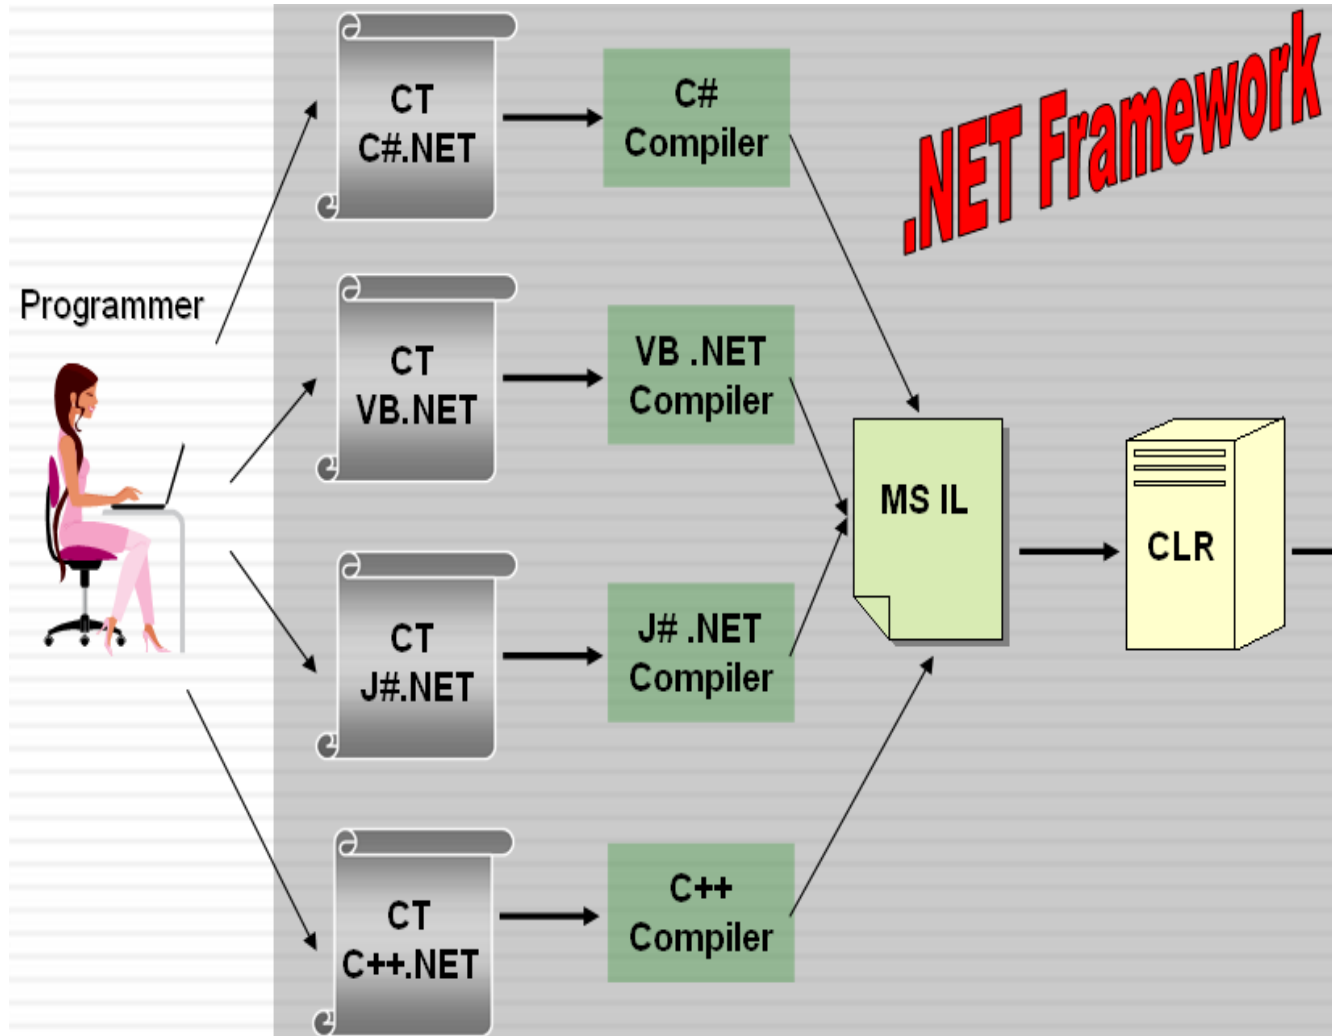 CT
C#.NET
C#
Compiler
.NET Framework
Programmer
CT
VB.NET
VB .NET
Compiler
MS IL
CLR
CT
J#.NET
J# .NET
Compiler
CT
C++.NET
C++
Compiler